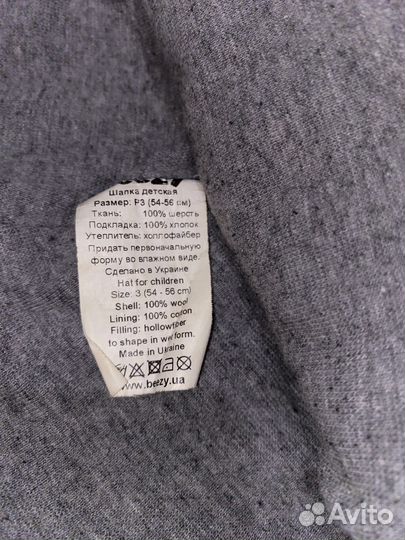 Шапка детская
Размер: Р3 (54-56 см)
Ткань: 100% шерсть
Подкладка: 100% хлопок
Утеплитель: холлофайбер
Придать первоначальную
форму во влажном виде.
Сделано в Украине
Hat for children
Size: 3 (54 - 56 cm)
Shell: 100% wool
Lining: 100% cotton
Filling: hollowfiber
to shape in wet form.
Made in Ukraine
www.beezy.ua
Avito